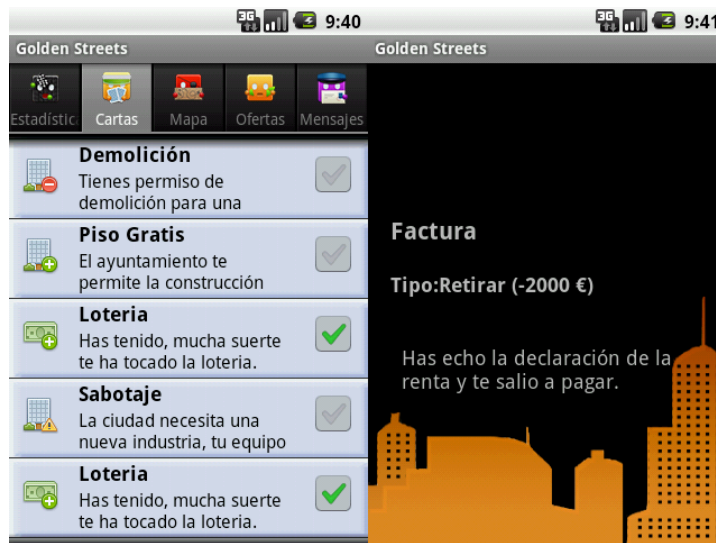 3G 9:40
Golden Streets
Estadístic
Cartas
Mapa
Ofertas
Mensajes
Demolición
Tienes permiso de
demolición para una
Piso Gratis
El ayuntamiento te
permite la construcción
Loteria
Has tenido, mucha suerte
te ha tocado la loteria.
Sabotaje
La ciudad necesita una
nueva industria, tu equipo
Loteria
Has tenido, mucha suerte
te ha tocado la loteria.
3G 9:41
Golden Streets
Factura
Tipo:Retirar (-2000 €)
Has echo la declaración de la
renta y te salio a pagar.